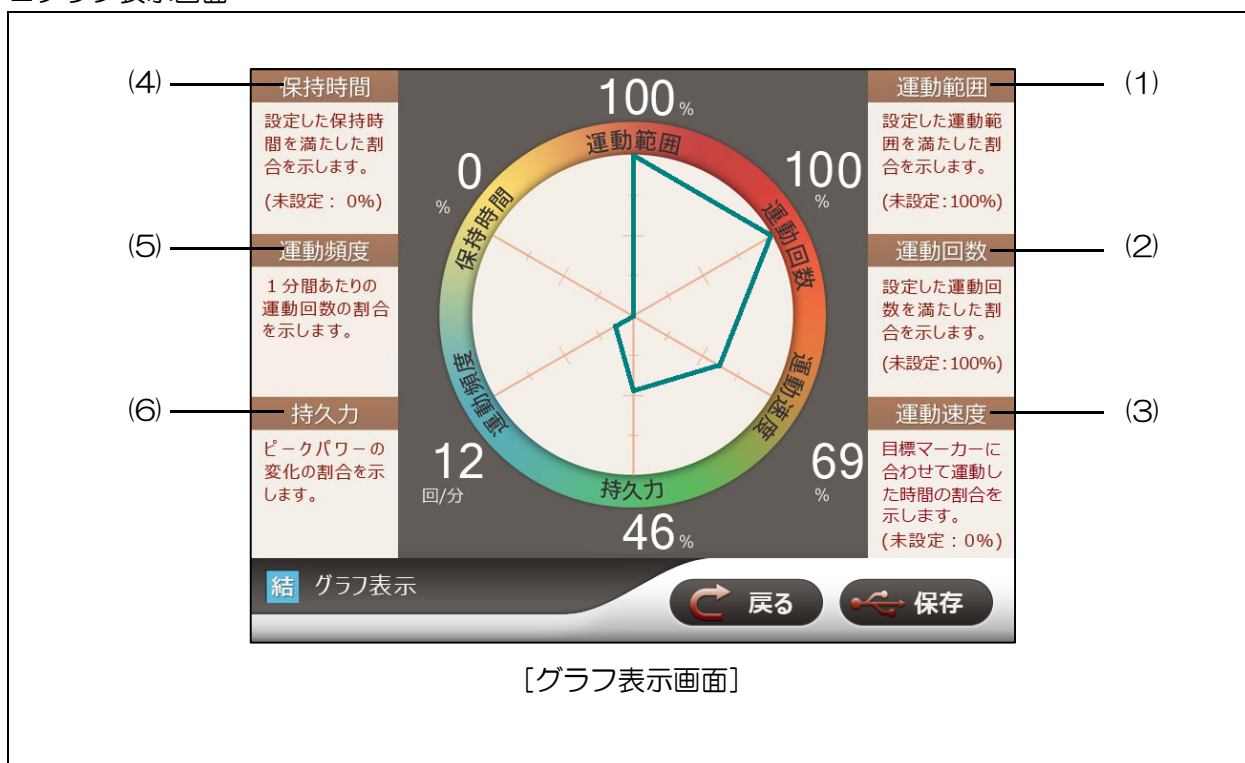 (4)
保持時間
設定した保持時
間を満たした割
合を示します。
(未設定： 0%)
(5)
運動頻度
１分間あたりの
運動回数の割合
を示します。
(6)
持久力
ピークパワーの
変化の割合を示
します。
100%
運動範囲
100
%
運動回数
69
%
運動速度
46%
持久力
12
回/分
運動頻度
0
%
保持時間
(1)
運動範囲
設定した運動範
囲を満たした割
合を示します。
(未設定：100%)
(2)
運動回数
設定した運動回
数を満たした割
合を示します。
(未設定：100%)
(3)
運動速度
目標マーカーに
合わせて運動し
た時間の割合を
示します。
(未設定：0%)
結 グラフ表示
戻る
保存
[グラフ表示画面]